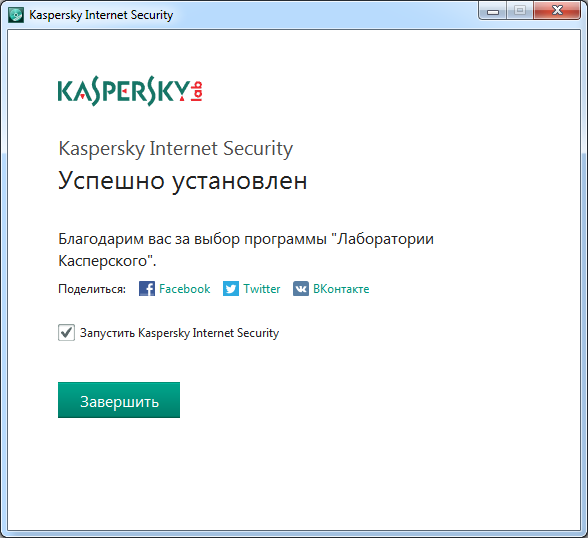 Kaspersky Internet Security
KASPERSKY lab
Kaspersky Internet Security
Успешно установлен
Благодарим вас за выбор программы "Лаборатории
Касперского".
Поделиться: Facebook Twitter ВКонтакте
Запустить Kaspersky Internet Security
Завершить